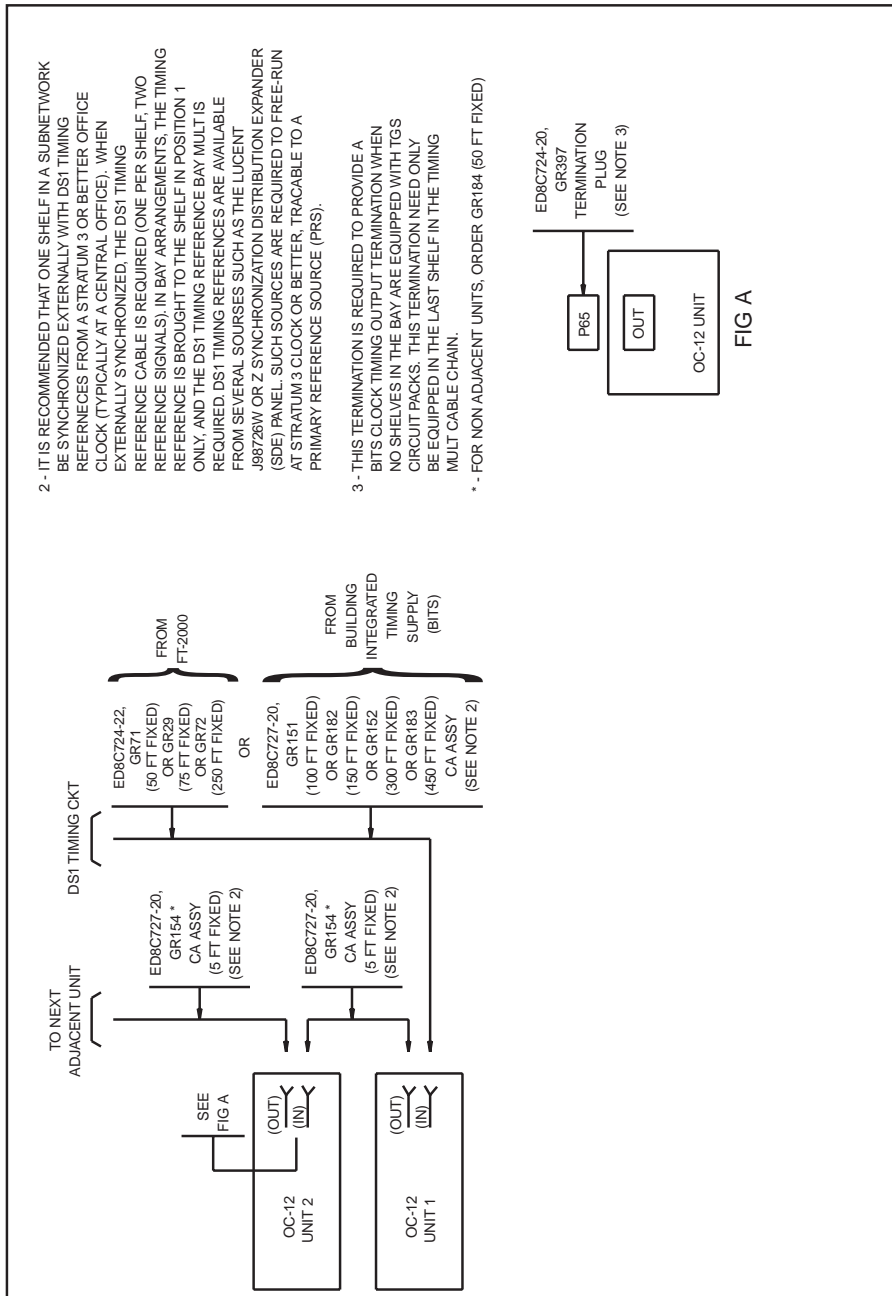 TO NEXT
ADJACENT UNIT
DS1 TIMING CKT
ED8C727-20,
GR154 *
CA ASSY
(5 FT FIXED)
(SEE NOTE 2)
ED8C727-20,
GR154 *
CA ASSY
(5 FT FIXED)
(SEE NOTE 2)
ED8C724-22,
GR71
(50 FT FIXED)
OR GR29
(75 FT FIXED)
OR GR72
(250 FT FIXED)
FROM
FT-2000
OR
ED8C727-20,
GR151
(100 FT FIXED)
OR GR182
(150 FT FIXED)
OR GR152
(300 FT FIXED)
OR GR183
(450 FT FIXED)
CA ASSY
(SEE NOTE 2)
FROM
BUILDING
INTEGRATED
TIMING
SUPPLY
(BITS)
SEE
FIG A
(OUT)
(IN)
OC-12
UNIT 2
(OUT)
(IN)
OC-12
UNIT 1
2 - IT IS RECOMMENDED THAT ONE SHELF IN A SUBNETWORK
BE SYNCHRONIZED EXTERNALLY WITH DS1 TIMING
REFERNECES FROM A STRATUM 3 OR BETTER OFFICE
CLOCK (TYPICALLY AT A CENTRAL OFFICE). WHEN
EXTERNALLY SYNCHRONIZED, THE DS1 TIMING
REFERENCE CABLE IS REQUIRED (ONE PER SHELF, TWO
REFERENCE SIGNALS). IN BAY ARRANGEMENTS, THE TIMING
REFERENCE IS BROUGHT TO THE SHELF IN POSITION 1
ONLY, AND THE DS1 TIMING REFERENCE BAY MULT IS
REQUIRED. DS1 TIMING REFERENCES ARE AVAILABLE
FROM SEVERAL SOURSES SUCH AS THE LUCENT
J98726W OR Z SYNCHRONIZATION DISTRIBUTION EXPANDER
(SDE) PANEL. SUCH SOURCES ARE REQUIRED TO FREE-RUN
AT STRATUM 3 CLOCK OR BETTER, TRACABLE TO A
PRIMARY REFERENCE SOURCE (PRS).
3 - THIS TERMINATION IS REQUIRED TO PROVIDE A
BITS CLOCK TIMING OUTPUT TERMINATION WHEN
NO SHELVES IN THE BAY ARE EQUIPPED WITH TGS
CIRCUIT PACKS. THIS TERMINATION NEED ONLY
BE EQUIPPED IN THE LAST SHELF IN THE TIMING
MULT CABLE CHAIN.
* - FOR NON ADJACENT UNITS, ORDER GR184 (50 FT FIXED)
ED8C724-20,
GR397
TERMINATION
PLUG
(SEE NOTE 3)
P65
OUT
OC-12 UNIT
FIG A